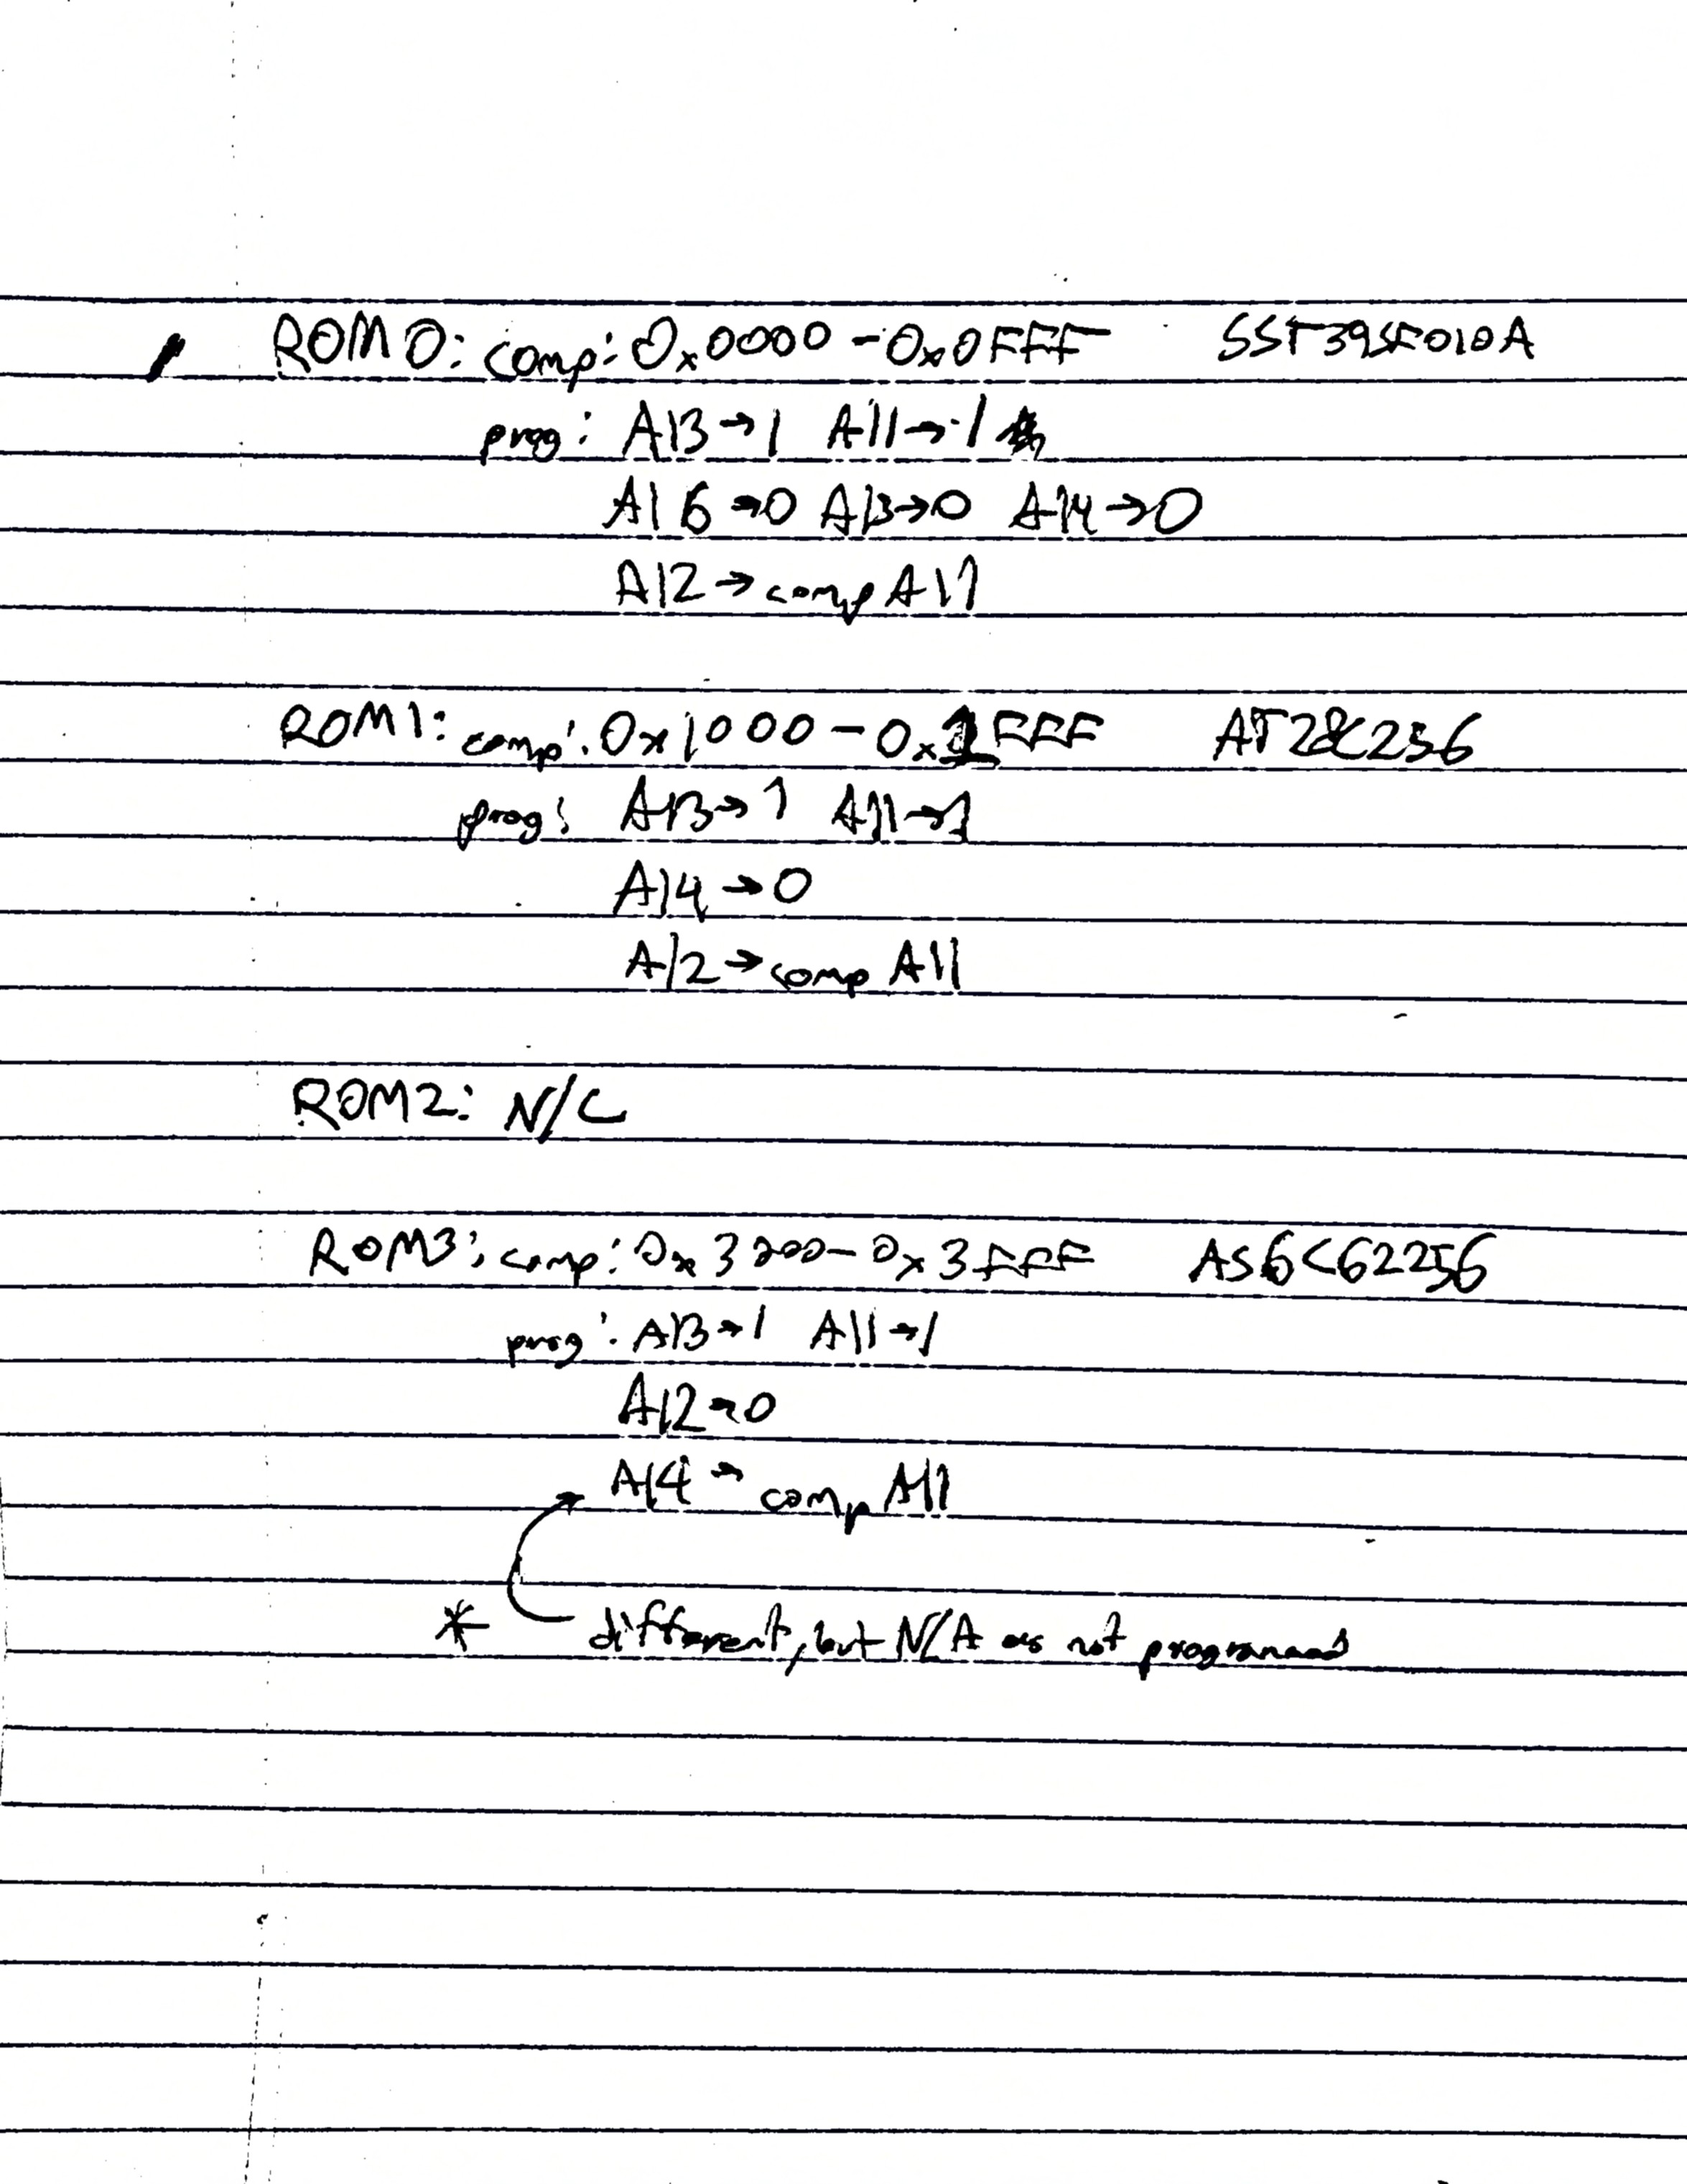 ROM0: comp: 0x0000 - 0x0FFF SST39SF010A
prog: A13→1 A11→1
A16→0 A13→0 A14→0
A12→comp A11
ROM1: comp: 0x1000 - 0x1FFF AT28C256
prog: A13→1 A11→1
A14→0
A12→comp A11
ROM2: N/C
ROM3: comp: 0x3000 - 0x3FFF AS6C62256
prog: A13→1 A11→1
A12→0
A14→comp A11
* different, but N/A as not programmed